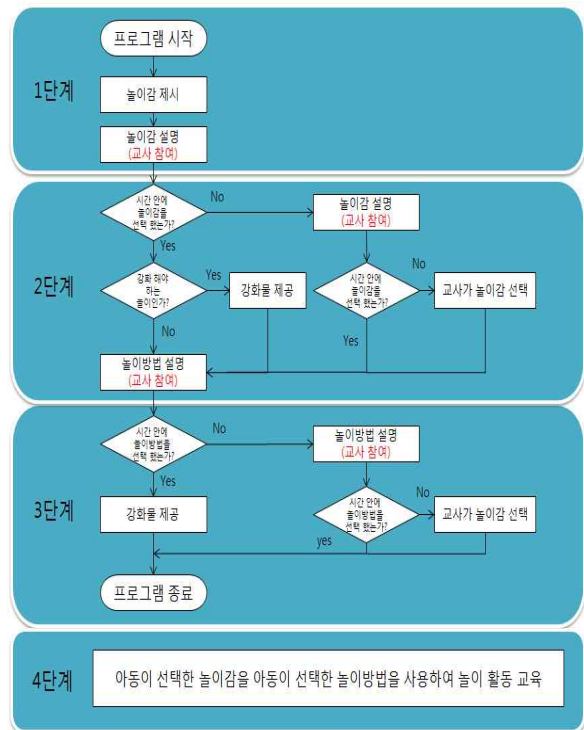 프로그램 시작
1단계
놀이감 제시
놀이감 설명
(교사 참여)
시간 안에
놀이감을
선택 했는가?
No
놀이감 설명
(교사 참여)
Yes
2단계
강화 해야
하는
놀이인가?
Yes
강화물 제공
시간 안에
놀이감을
선택 했는가?
No
교사가 놀이감 선택
No
Yes
놀이방법 설명
(교사 참여)
시간 안에
놀이방법을
선택 했는가?
No
놀이방법 설명
(교사 참여)
Yes
3단계
강화물 제공
시간 안에
놀이방법을
선택 했는가?
No
교사가 놀이감 선택
yes
프로그램 종료
4단계
아동이 선택한 놀이감을 아동이 선택한 놀이방법을 사용하여 놀이 활동 교육